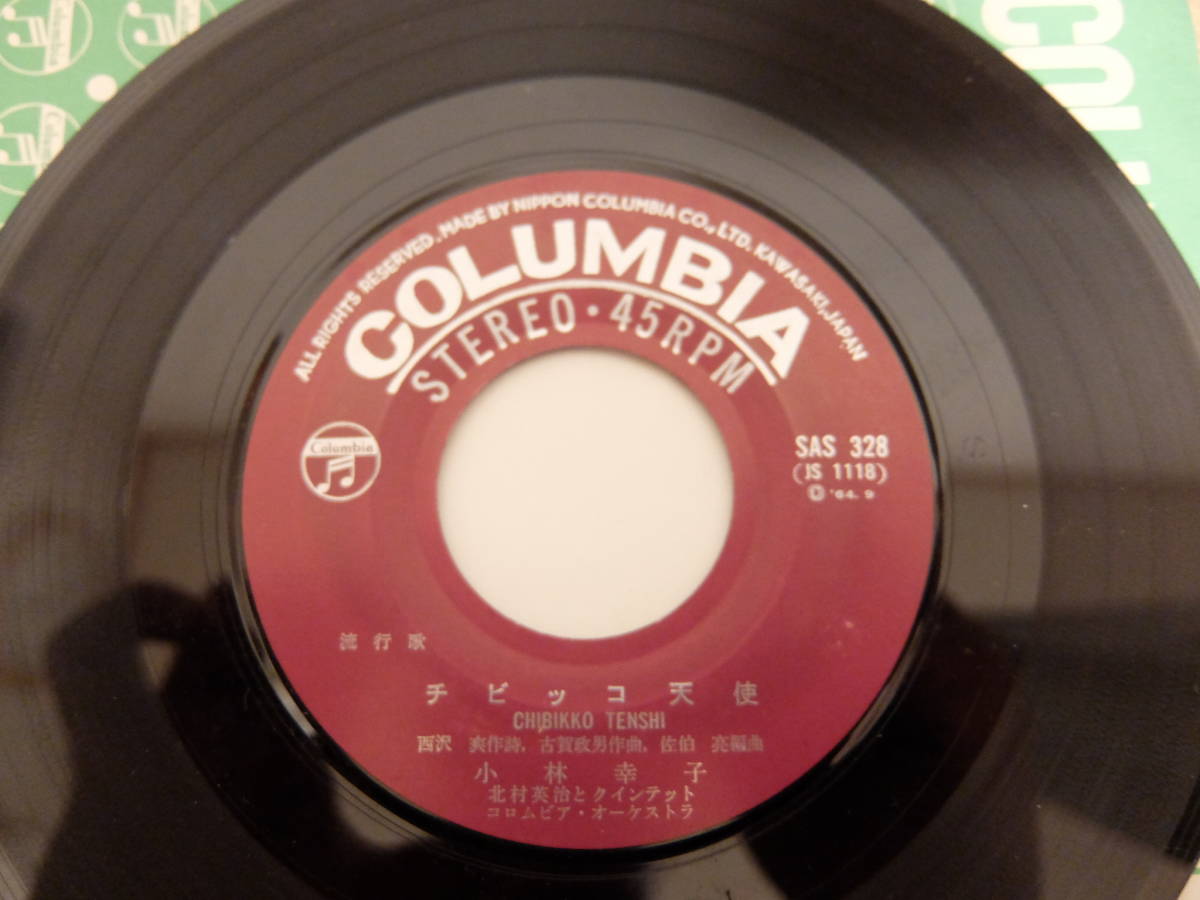 COL
ALL RIGHTS RESERVED. MADE BY NIPPON COLUMBIA CO., LTD. KAWASAKI, JAPAN
COLUMBIA
STEREO・45RPM
Columbia
SAS 328
(JS 1118)
© '64. 9
流行歌
チビッコ天使
CHIBIKKO TENSHI
西沢 爽作詩, 古賀政男作曲, 佐伯 亮編曲
小林幸子
北村英治とクインテット
コロムビア・オーケストラ